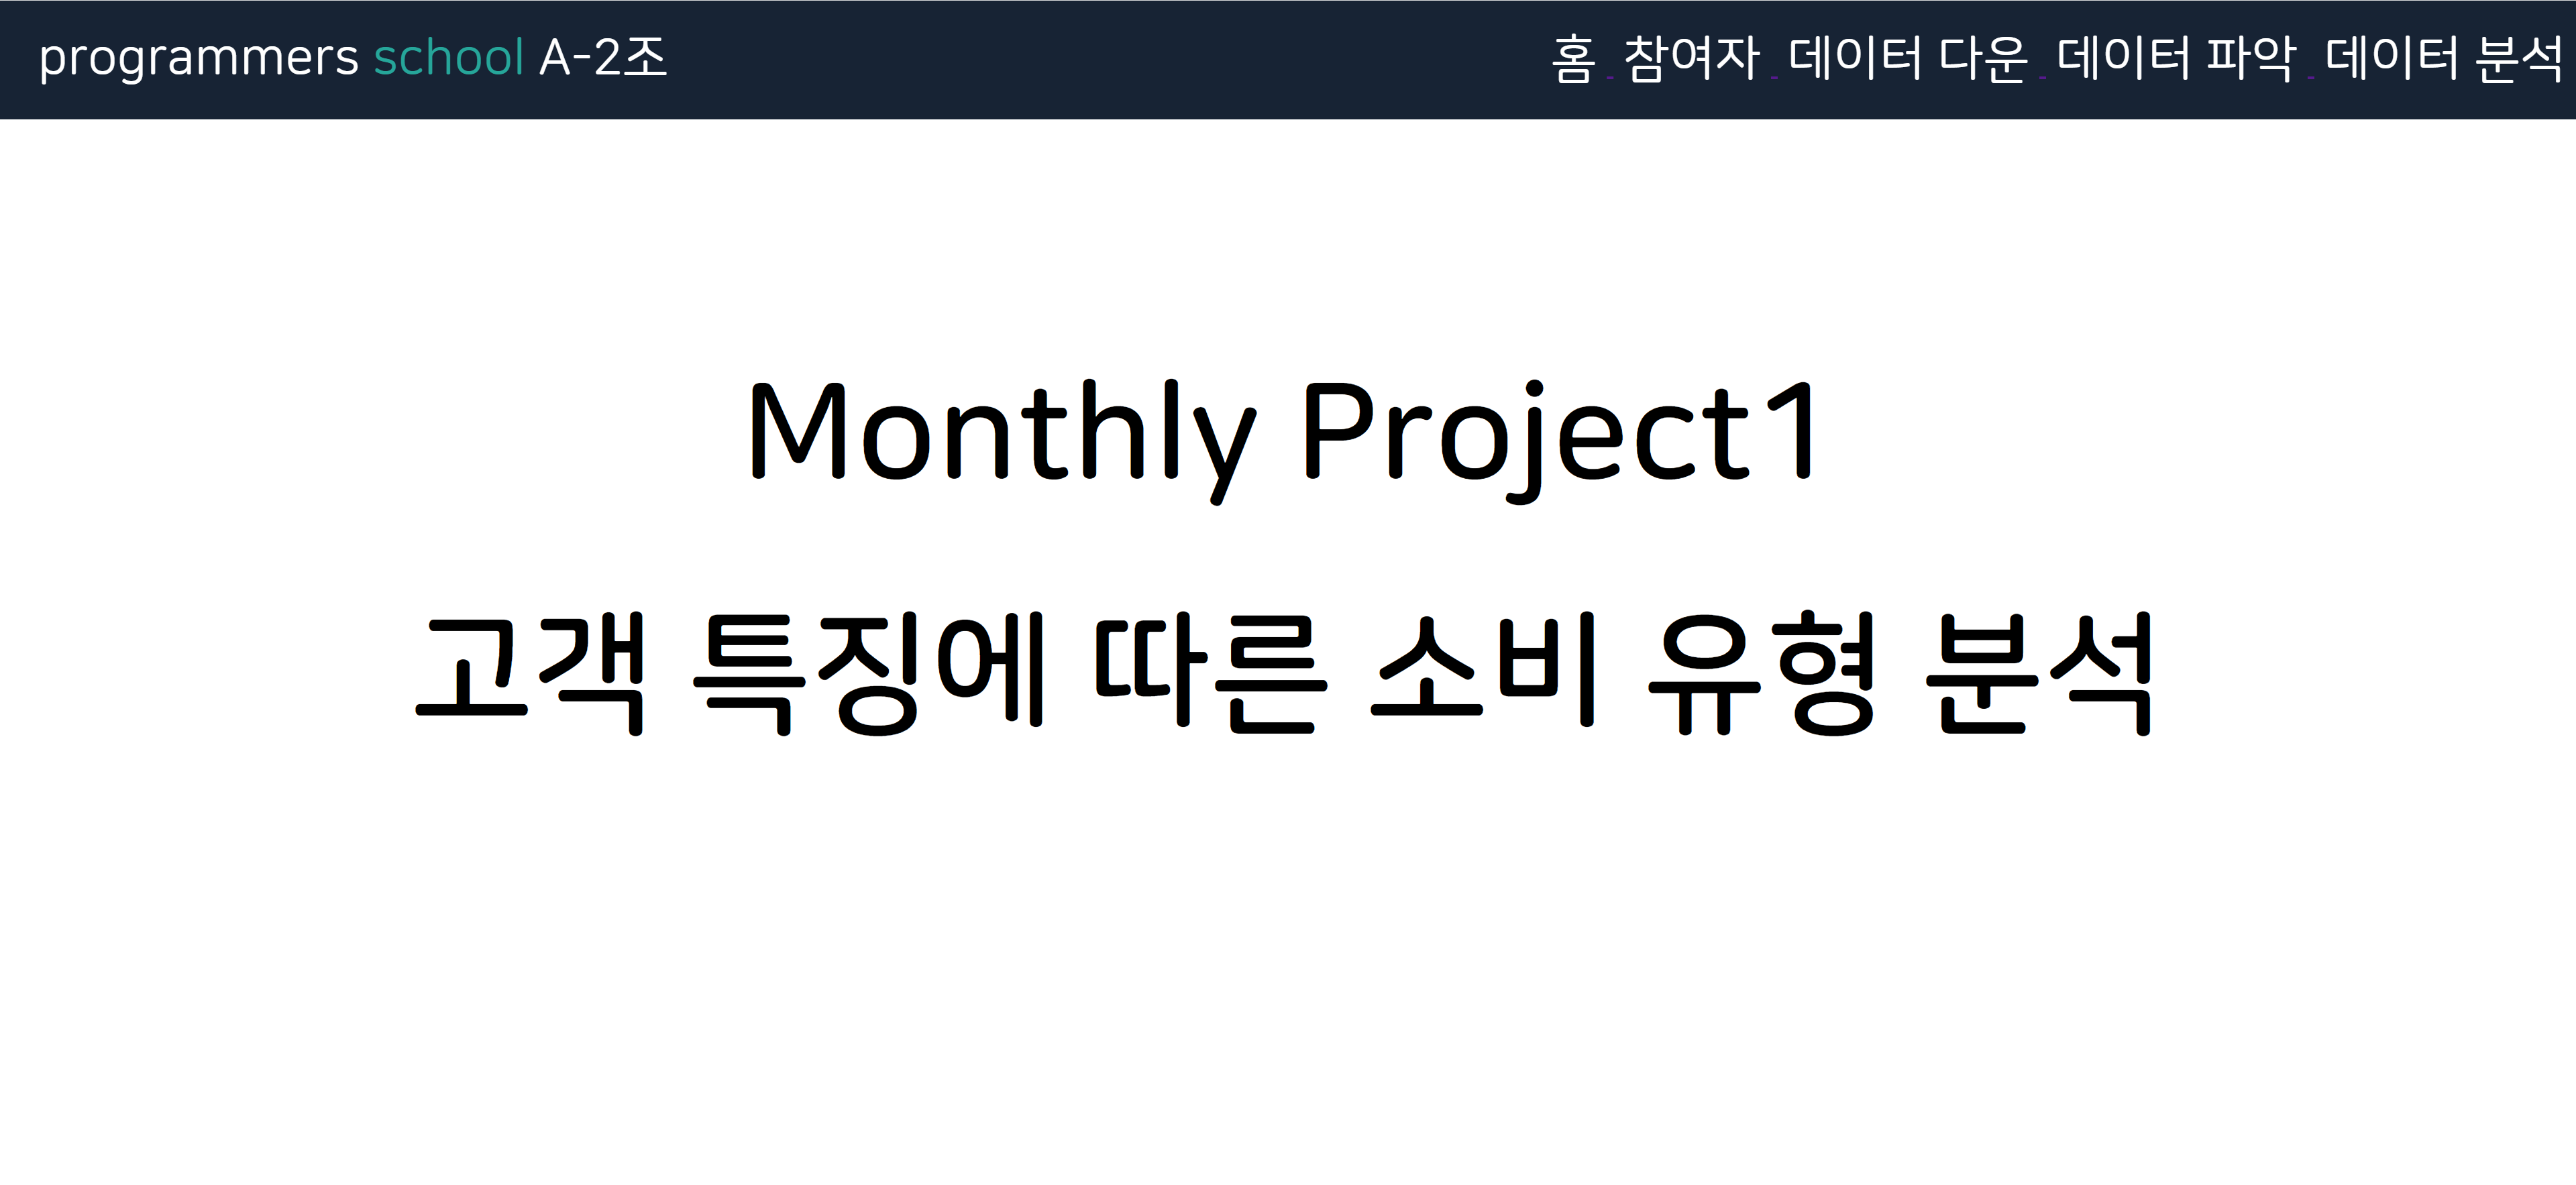 programmers school A-2조
홈 참여자 데이터 다운 데이터 파악 데이터 분석
Monthly Project1
고객 특징에 따른 소비 유형 분석